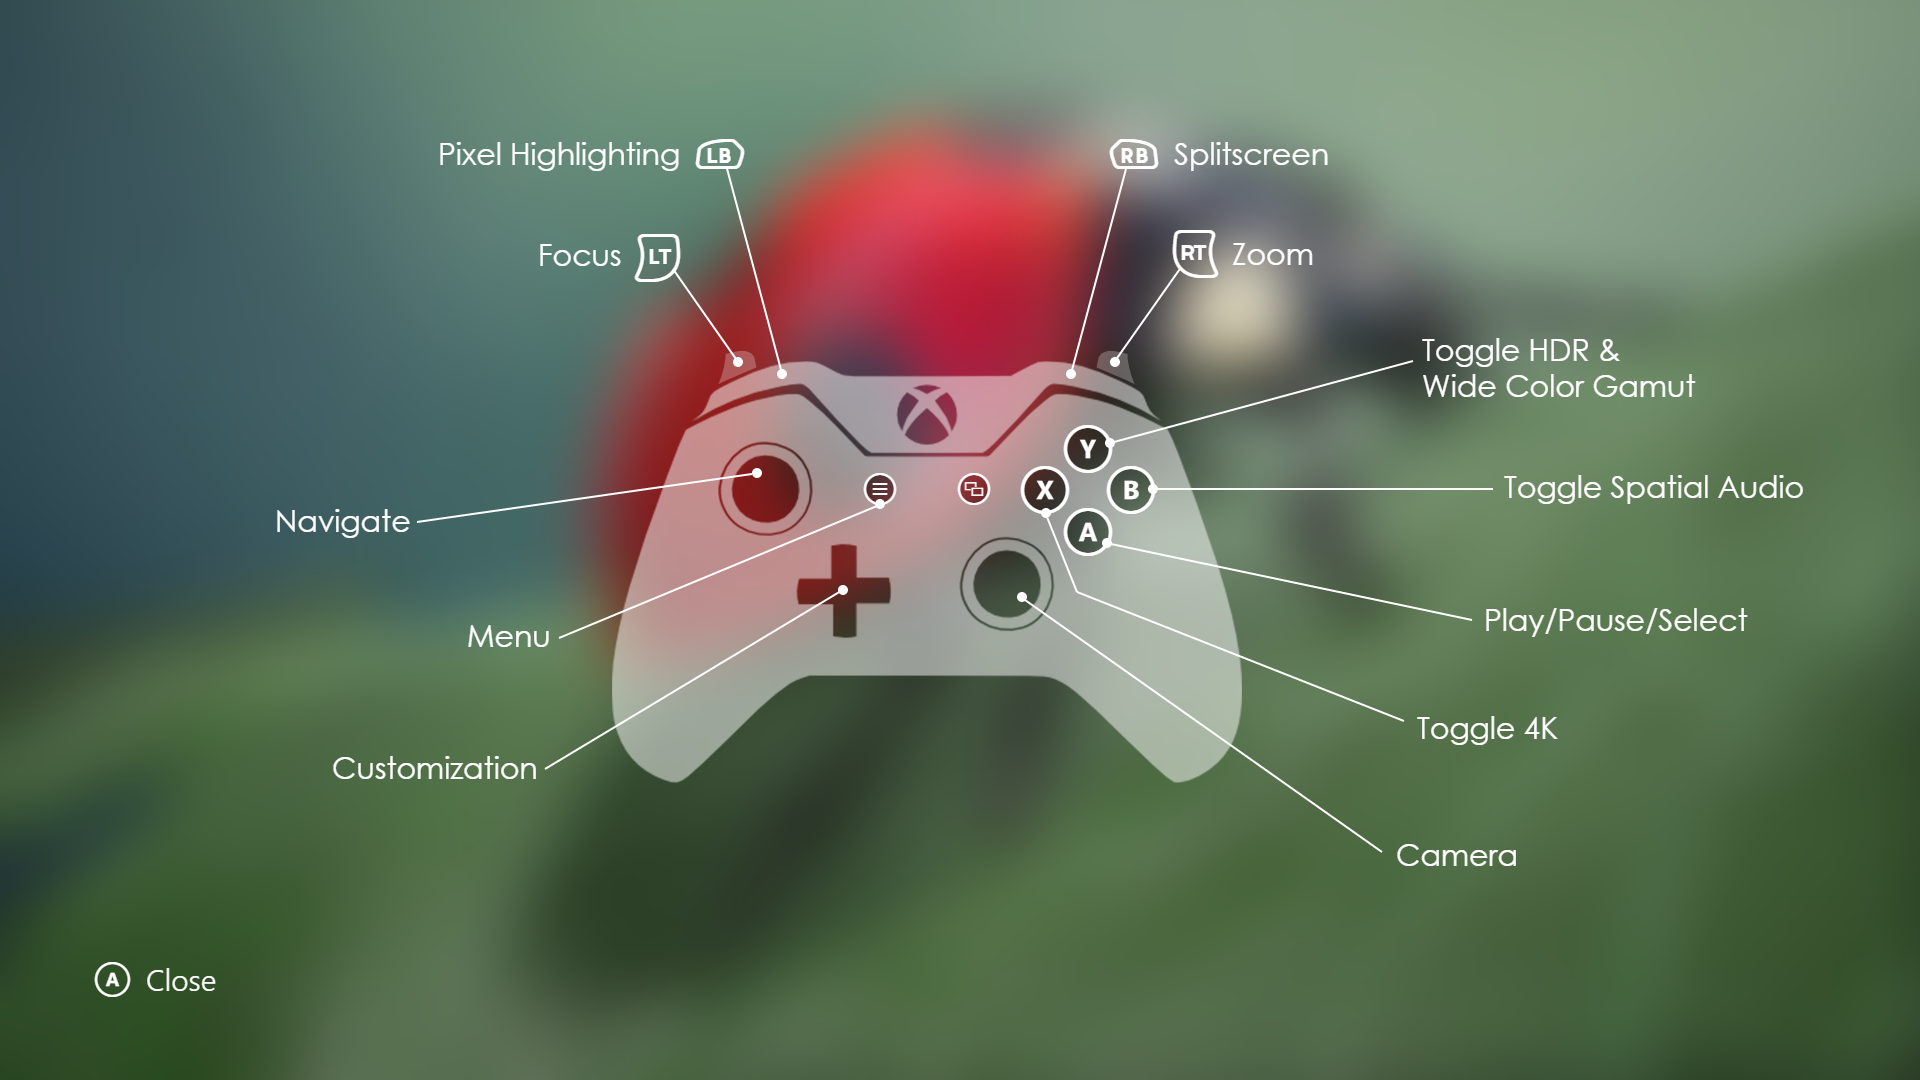 Pixel Highlighting LB
RB Splitscreen
Focus LT
RT Zoom
Toggle HDR &
Wide Color Gamut
Y
X
B
Toggle Spatial Audio
A
Navigate
Play/Pause/Select
Menu
Toggle 4K
Customization
Camera
A Close